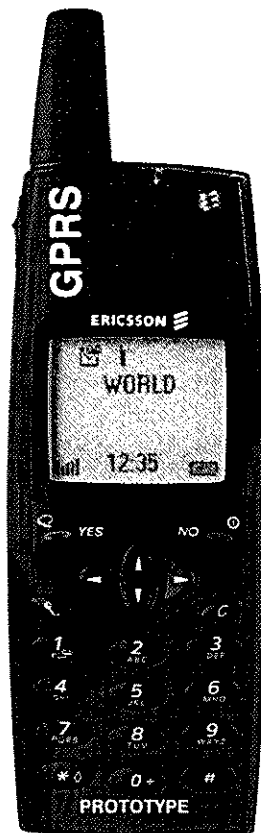 GPRS
ERICSSON
1
WORLD
12:35
YES NO
C
1 2 3
ABC DEF
4 5 6
JKL MNO
7 8 9
PQRS TUV WXYZ
* 0 + #
PROTOTYPE